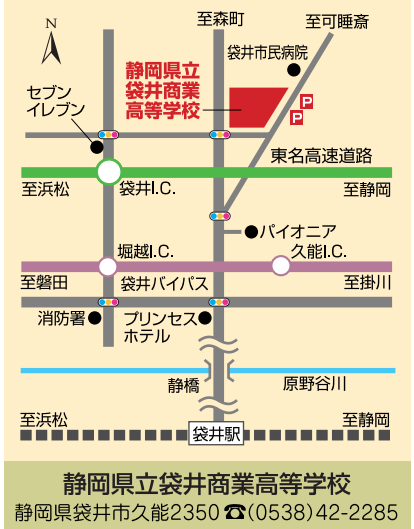 N
至森町
至可睡斎
袋井市民病院
静岡県立
袋井商業
高等学校
セブン
イレブン
P
P
東名高速道路
至浜松
袋井I.C.
至静岡
パイオニア
堀越I.C.
久能I.C.
至磐田
袋井バイパス
至掛川
消防署
プリンセス
ホテル
静橋
原野谷川
至浜松
至静岡
袋井駅
静岡県立袋井商業高等学校
静岡県袋井市久能2350 ☎(0538)42-2285